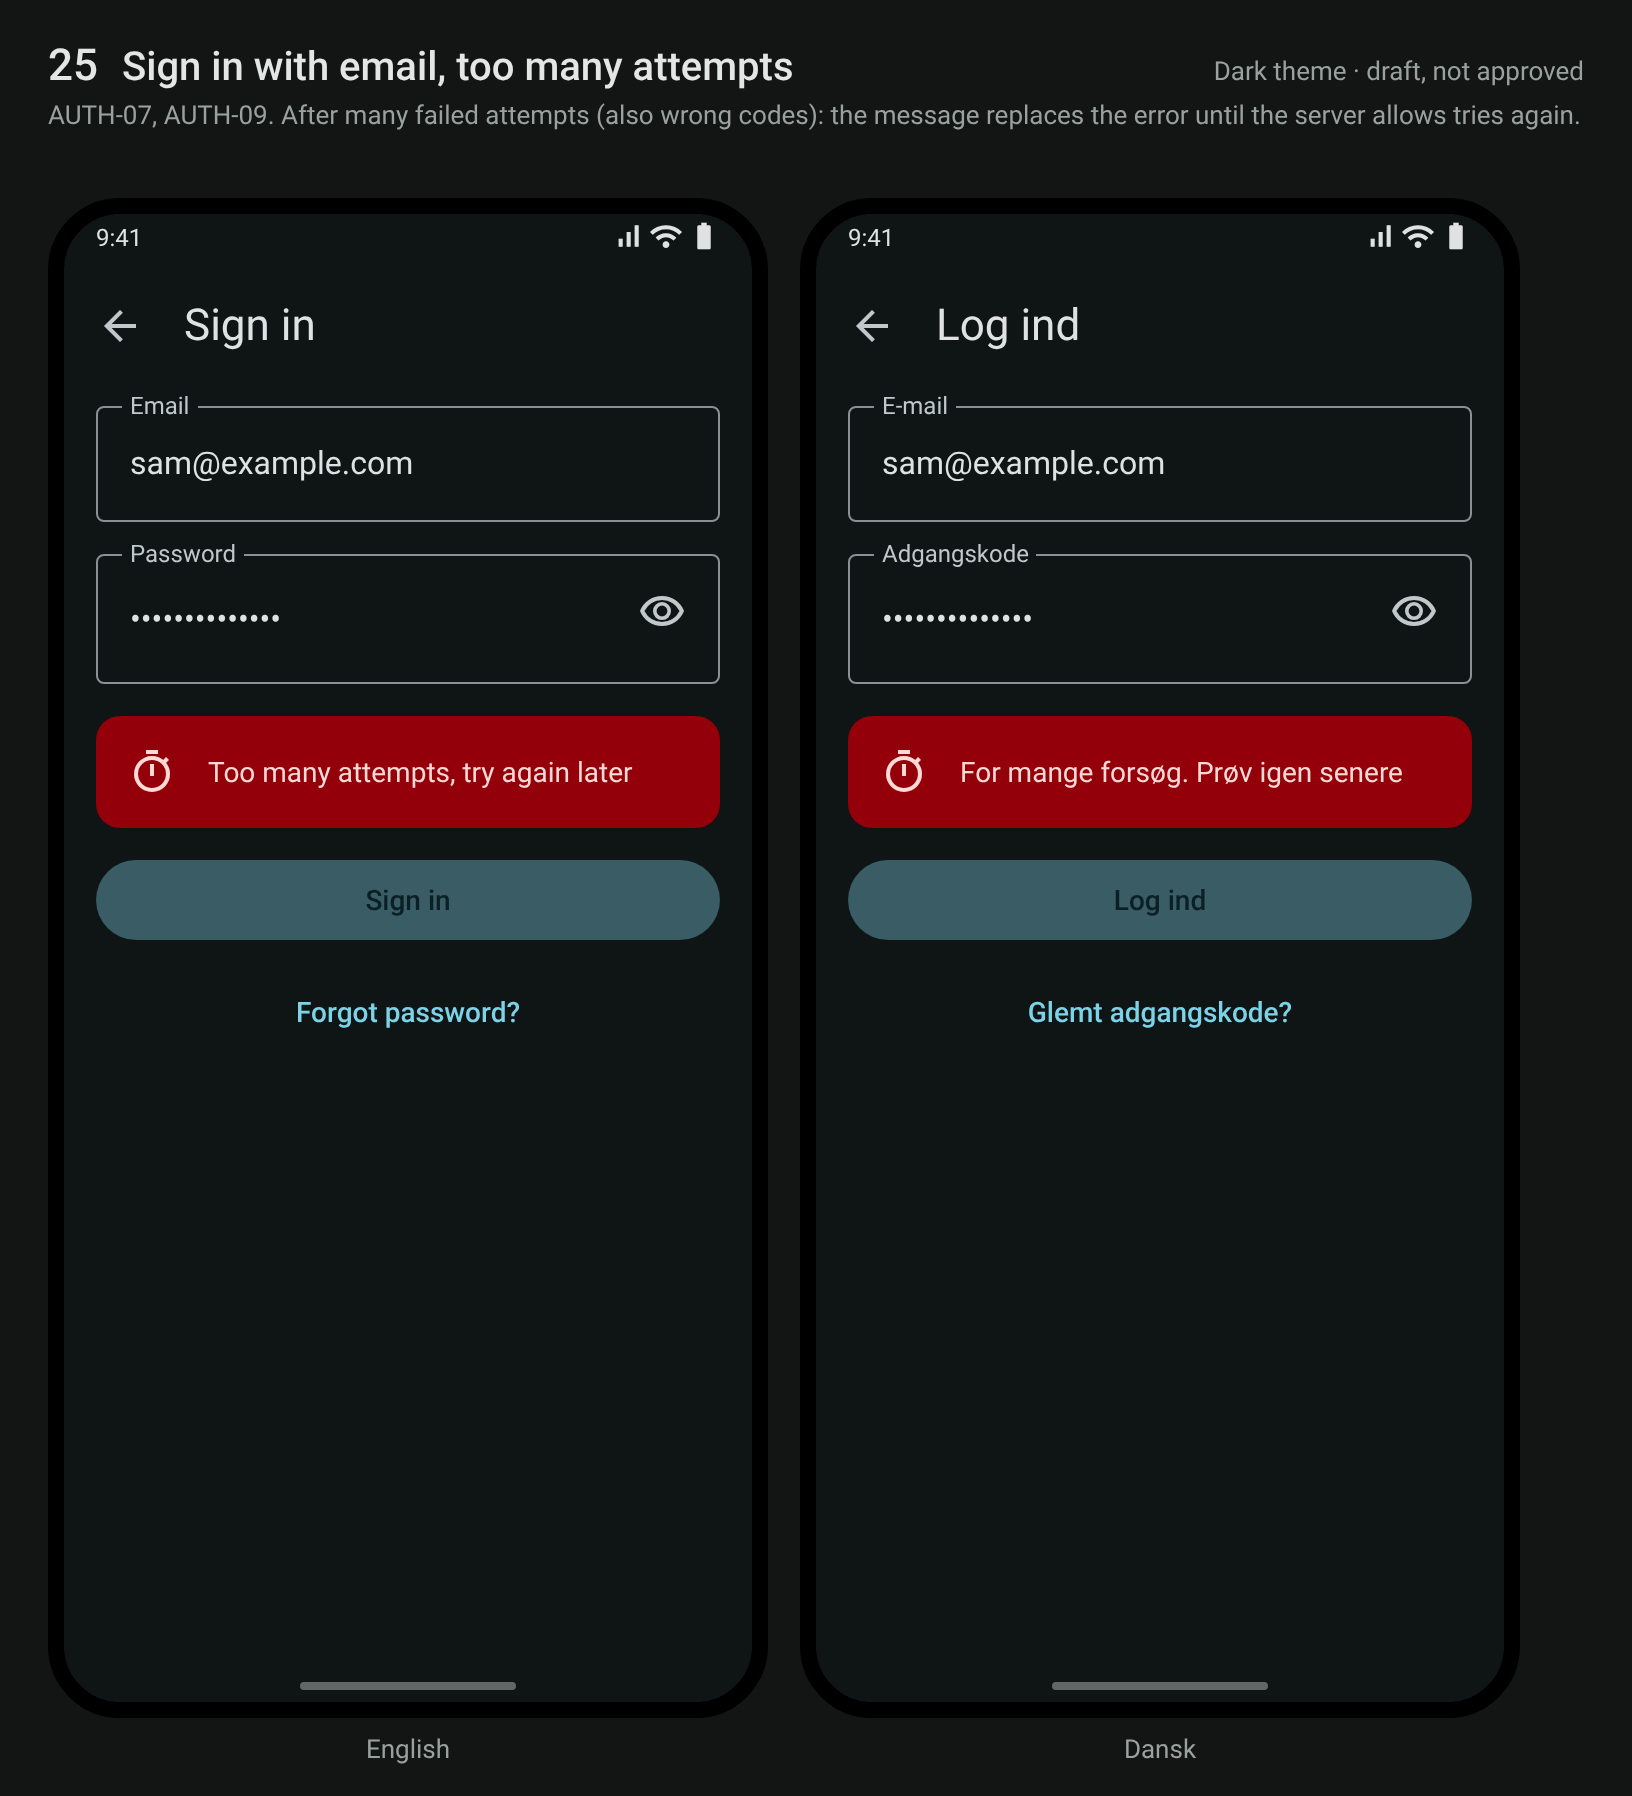 25 Sign in with email, too many attempts
Dark theme · draft, not approved
AUTH-07, AUTH-09. After many failed attempts (also wrong codes): the message replaces the error until the server allows tries again.
9:41
Sign in
Email
sam@example.com
Password
••••••••••••••
Too many attempts, try again later
Sign in
Forgot password?
English
9:41
Log ind
E-mail
sam@example.com
Adgangskode
••••••••••••••
For mange forsøg. Prøv igen senere
Log ind
Glemt adgangskode?
Dansk